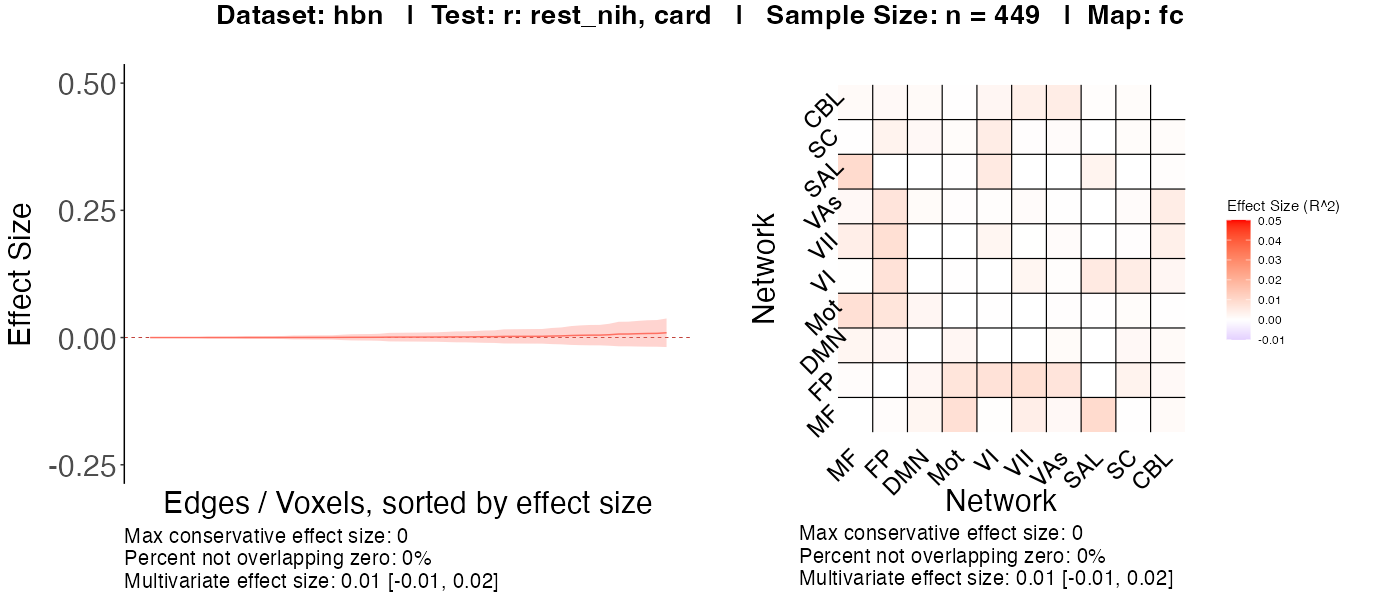 Dataset: hbn | Test: r: rest_nih, card | Sample Size: n = 449 | Map: fc
0.50
0.25
0.00
-0.25
Effect Size
Edges / Voxels, sorted by effect size
Max conservative effect size: 0
Percent not overlapping zero: 0%
Multivariate effect size: 0.01 [-0.01, 0.02]
Network
CBL
SC
SAL
VAs
VII
VI
Mot
DMN
FP
MF
MF FP DMN Mot VI VII VAs SAL SC CBL
Network
Max conservative effect size: 0
Percent not overlapping zero: 0%
Multivariate effect size: 0.01 [-0.01, 0.02]
Effect Size (R^2)
0.05
0.04
0.03
0.02
0.01
0.00
-0.01